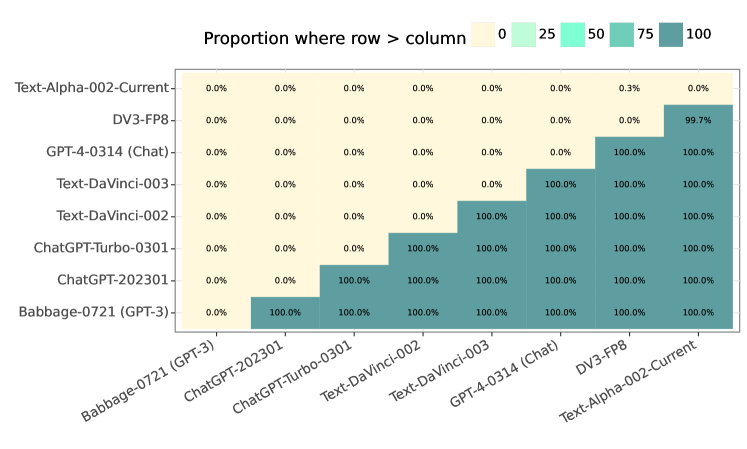 Proportion where row > column 0 25 50 75 100
Text-Alpha-002-Current 0.0% 0.0% 0.0% 0.0% 0.0% 0.0% 0.3% 0.0%
DV3-FP8 0.0% 0.0% 0.0% 0.0% 0.0% 0.0% 0.0% 99.7%
GPT-4-0314 (Chat) 0.0% 0.0% 0.0% 0.0% 0.0% 0.0% 100.0% 100.0%
Text-DaVinci-003 0.0% 0.0% 0.0% 0.0% 0.0% 100.0% 100.0% 100.0%
Text-DaVinci-002 0.0% 0.0% 0.0% 0.0% 100.0% 100.0% 100.0% 100.0%
ChatGPT-Turbo-0301 0.0% 0.0% 0.0% 100.0% 100.0% 100.0% 100.0% 100.0%
ChatGPT-202301 0.0% 0.0% 100.0% 100.0% 100.0% 100.0% 100.0% 100.0%
Babbage-0721 (GPT-3) 0.0% 100.0% 100.0% 100.0% 100.0% 100.0% 100.0% 100.0%
Babbage-0721 (GPT-3)
ChatGPT-202301
ChatGPT-Turbo-0301
Text-DaVinci-002
Text-DaVinci-003
GPT-4-0314 (Chat)
DV3-FP8
Text-Alpha-002-Current